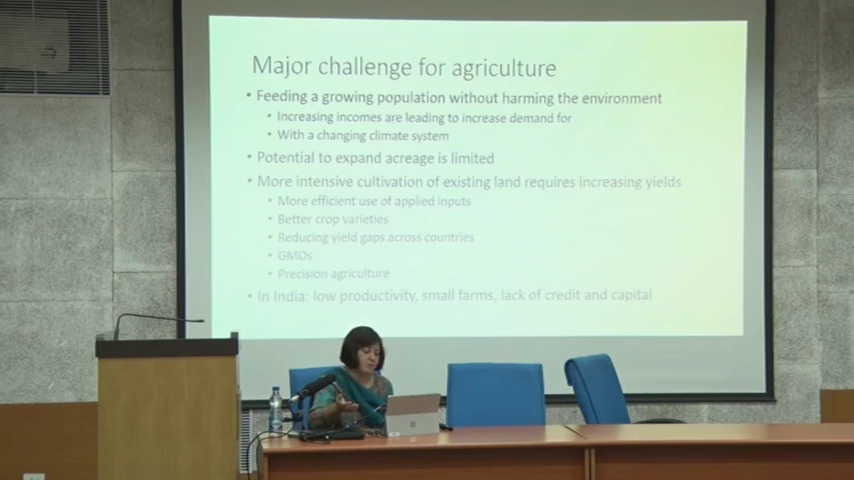 Major challenge for agriculture
• Feeding a growing population without harming the environment
• Increasing incomes are leading to increase demand for
• With a changing climate system
• Potential to expand acreage is limited
• More intensive cultivation of existing land requires increasing yields
• More efficient use of applied inputs
• Better crop varieties
• Reducing yield gaps across countries
• GMOs
• Precision agriculture
• In India: low productivity, small farms, lack of credit and capital